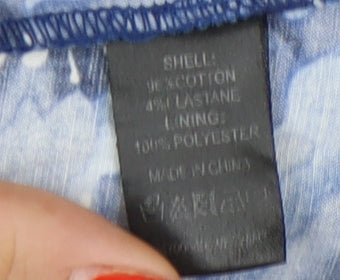 SHELL:
96%COTTON
4%ELASTANE
LINING:
100% POLYESTER
MADE IN CHINA